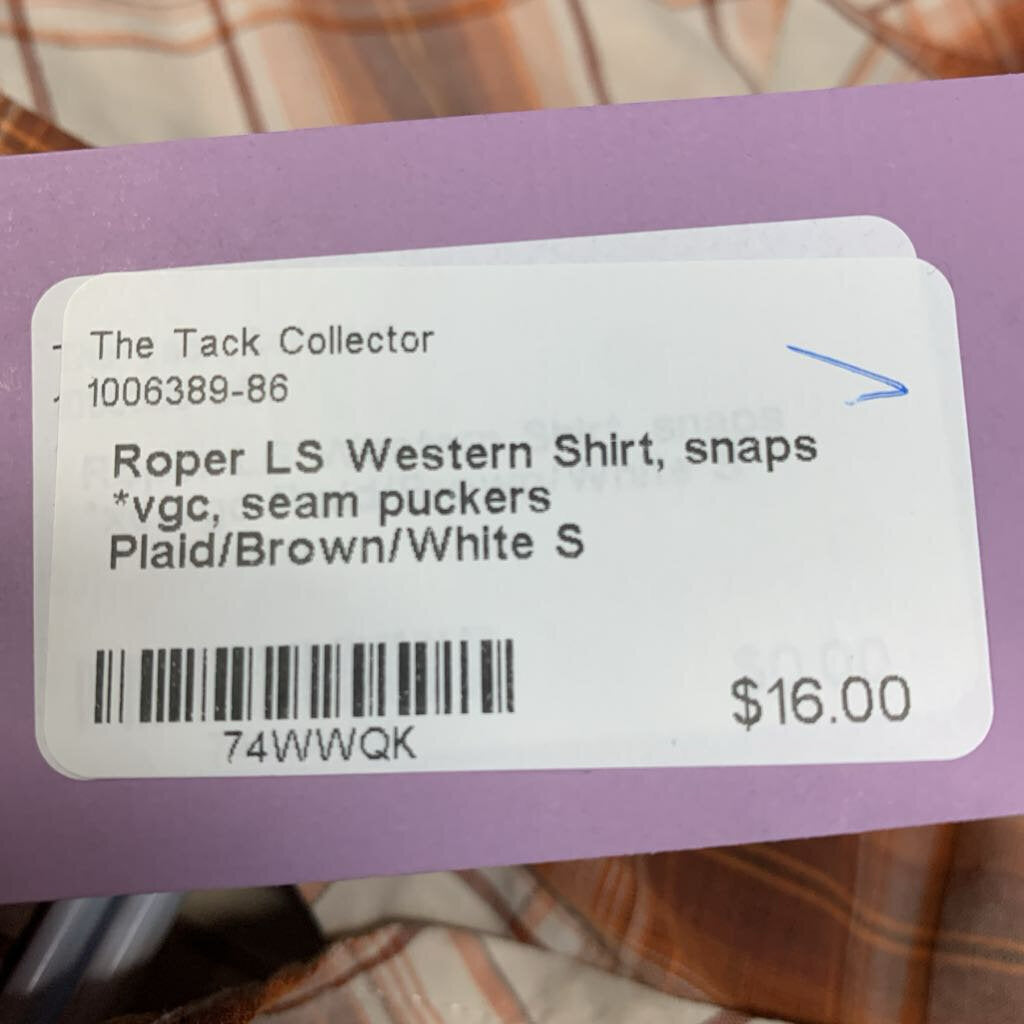 The Tack Collector
1006389-86
Roper LS Western Shirt, snaps
*vgc, seam puckers
Plaid/Brown/White S
$16.00
74WWQK